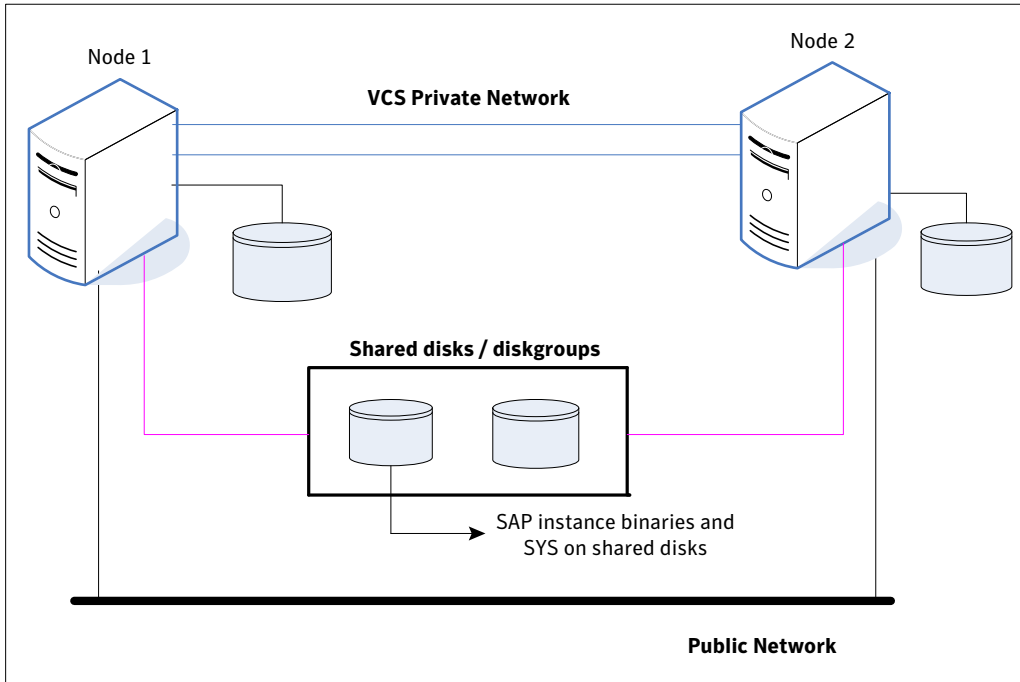 Node 1
Node 2
VCS Private Network
Shared disks / diskgroups
SAP instance binaries and
SYS on shared disks
Public Network